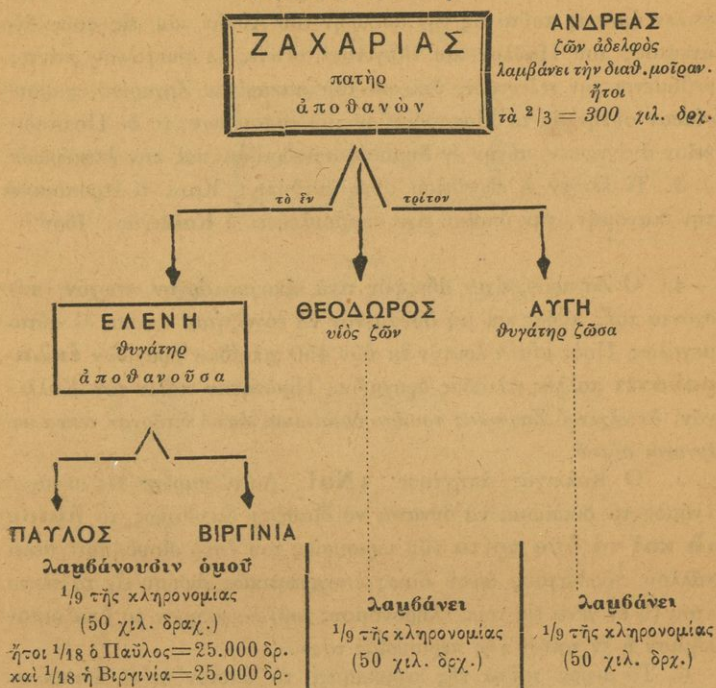 ΖΑΧΑΡΙΑΣ
πατὴρ
ἀποθανὼν
ΑΝΔΡΕΑΣ
ζῶν ἀδελφὸς
λαμβάνει τὴν διαθ. μοῖραν.
ἤτοι
τὰ 2/3 = 300 χιλ. δρχ.
τὸ ἓν τρίτον
ΕΛΕΝΗ
θυγάτηρ
ἀποθανοῦσα
ΘΕΟΔΩΡΟΣ
υἱὸς ζῶν
ΑΥΓΗ
θυγάτηρ ζῶσα
ΠΑΥΛΟΣ ΒΙΡΓΙΝΙΑ
λαμβάνουσιν ὁμοῦ
1/9 τῆς κληρονομίας
(50 χιλ. δραχ.)
ἤτοι 1/18 ὁ Παῦλος=25.000 δρ.
καὶ 1/18 ἡ Βιργινία=25.000 δρ.
λαμβάνει
1/9 τῆς κληρονομίας
(50 χιλ. δρχ.)
λαμβάνει
1/9 τῆς κληρονομίας
(50 χιλ. δρχ.)